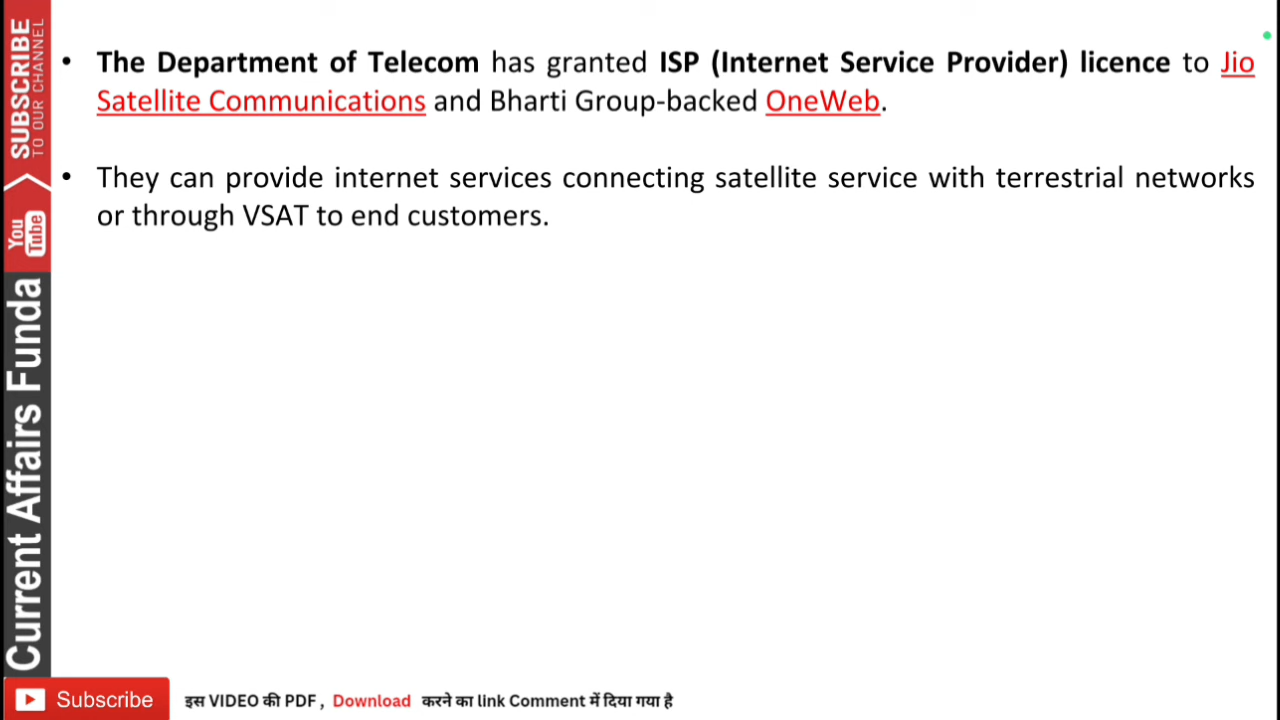 • The Department of Telecom has granted ISP (Internet Service Provider) licence to Jio
Satellite Communications and Bharti Group-backed OneWeb.
• They can provide internet services connecting satellite service with terrestrial networks
or through VSAT to end customers.
SUBSCRIBE
TO OUR CHANNEL
You
Tube
Current Affairs Funda
Subscribe
इस VIDEO की PDF , Download करने का link Comment में दिया गया है